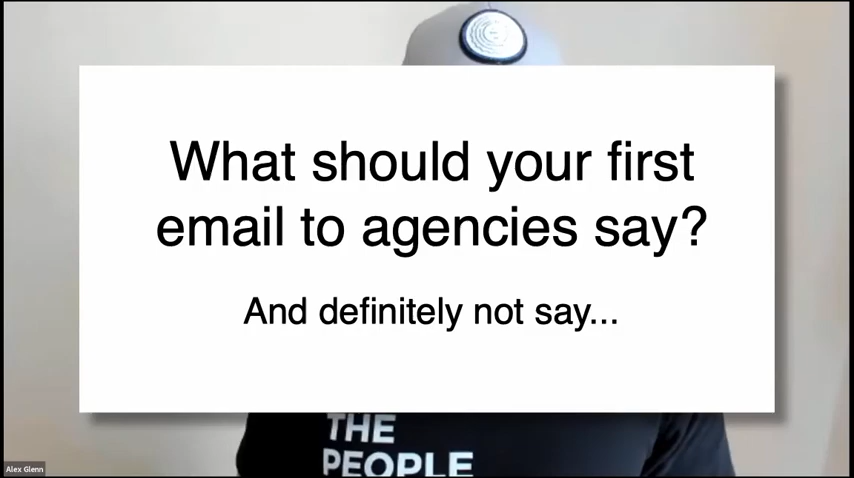 What should your first
email to agencies say?
And definitely not say...
THE
PEOPLE
Alex Glenn